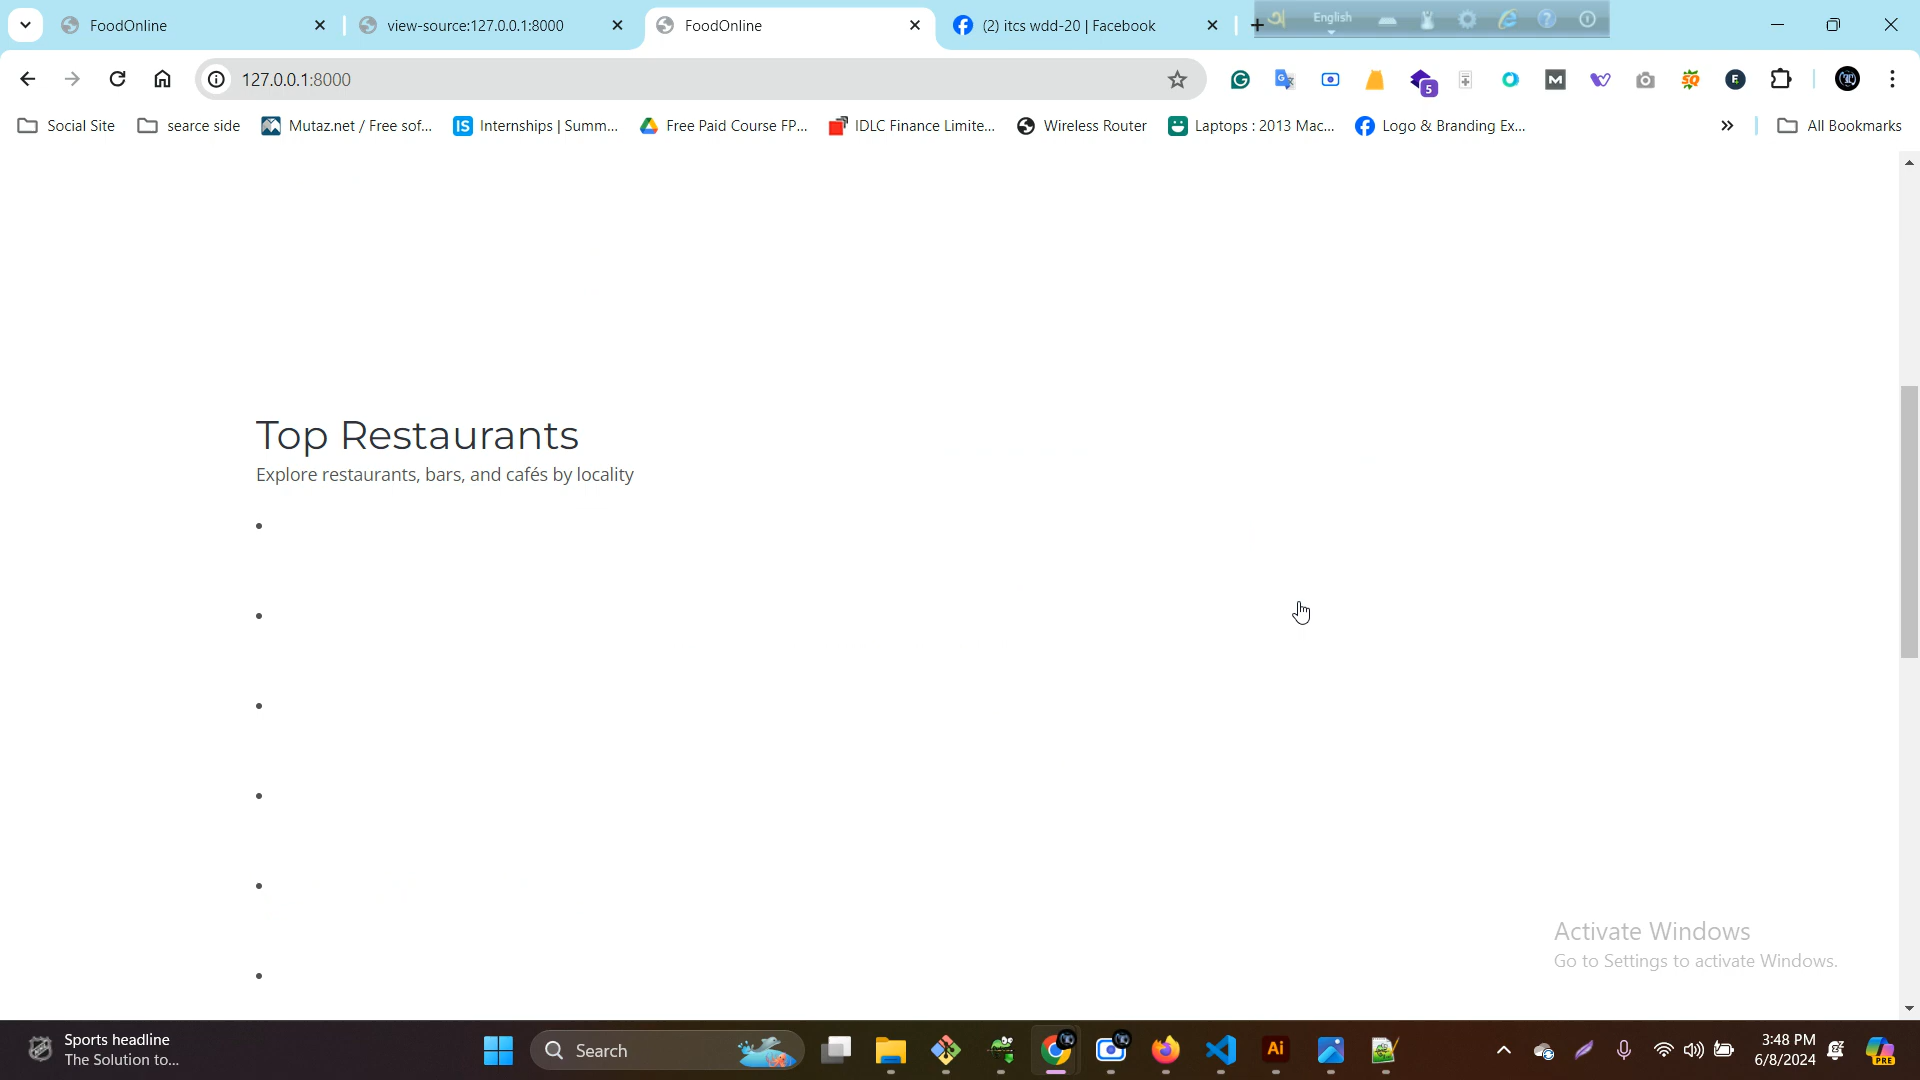 FoodOnline
view-source:127.0.0.1:8000
FoodOnline
(2) itcs wdd-20 | Facebook
English
127.0.0.1:8000
5
Social Site
searce side
Mutaz.net / Free sof...
IS
Internships | Summ...
Free Paid Course FP...
IDLC Finance Limite...
Wireless Router
Laptops : 2013 Mac...
Logo & Branding Ex...
All Bookmarks
Top Restaurants
Explore restaurants, bars, and cafés by locality
Activate Windows
Go to Settings to activate Windows.
Sports headline
The Solution to...
Search
Ai
3:48 PM
6/8/2024
PRE